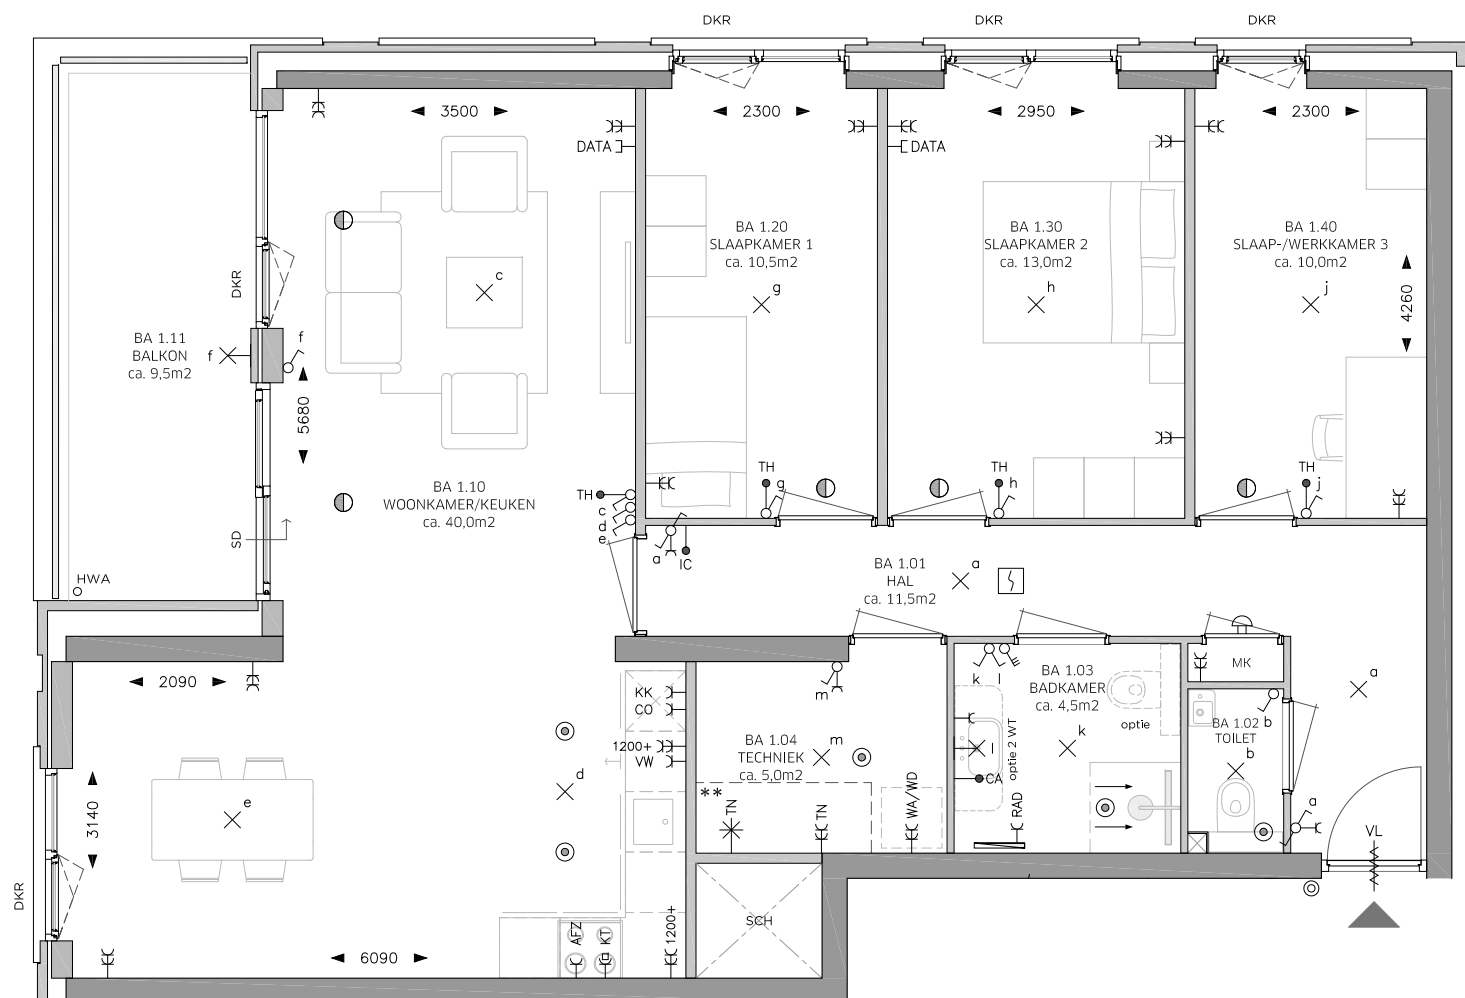 DKR
DKR
DKR
3500
2300
2950
2300
DATA
DATA
BA 1.20
SLAAPKAMER 1
ca. 10,5m2
BA 1.30
SLAAPKAMER 2
ca. 13,0m2
BA 1.40
SLAAP-/WERKKAMER 3
ca. 10,0m2
DKR
c
g
h
j
4260
BA 1.11
BALKON
ca. 9,5m2
f
f
5680
BA 1.10
WOONKAMER/KEUKEN
ca. 40,0m2
TH
c
d
e
TH
g
TH
h
TH
j
SD
a
IC
HWA
BA 1.01
HAL
ca. 11,5m2
a
2090
KK
CO
1200+
VW
m
k
l
BA 1.03
BADKAMER
ca. 4,5m2
MK
a
optie
b
BA 1.02
TOILET
b
BA 1.04
TECHNIEK
ca. 5,0m2
m
l
k
optie 2 WT
CA
d
e
3140
**
TN
TN
WA/WD
RAD
a
VL
DKR
SCH
AFZ
KT
1200+
6090